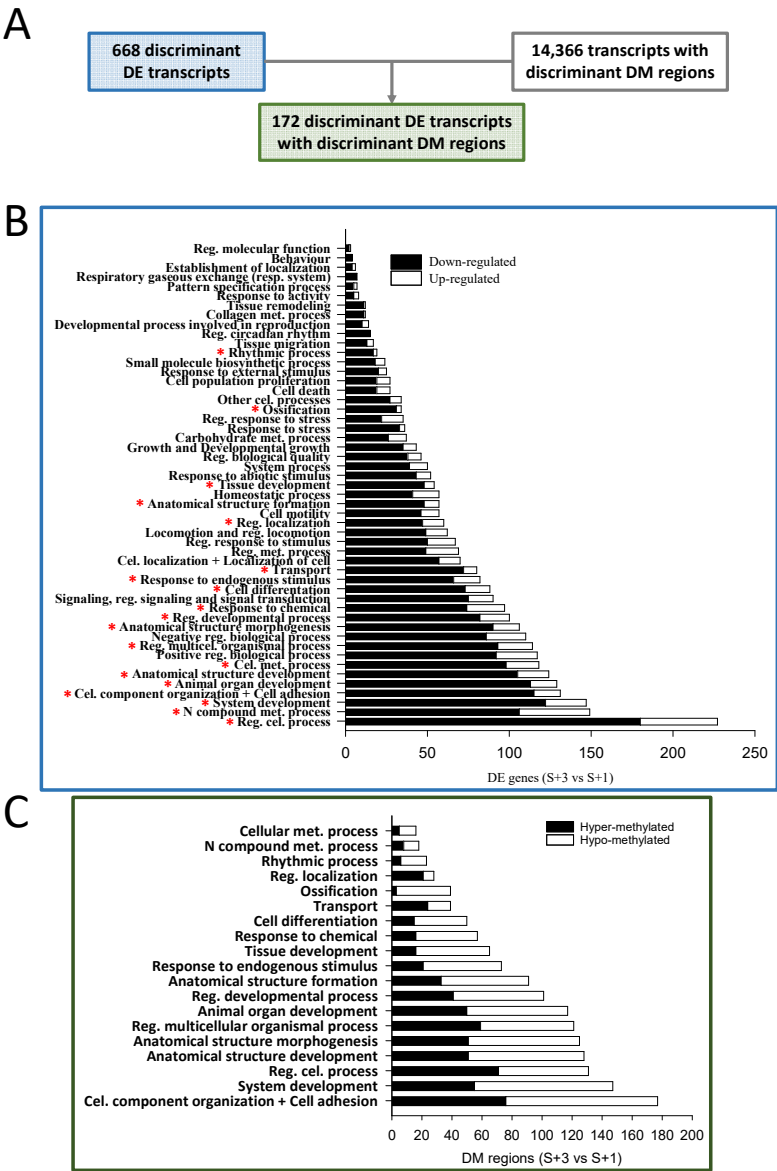 A
668 discriminant
DE transcripts
14,366 transcripts with
discriminant DM regions
172 discriminant DE transcripts
with discriminant DM regions
B
Down-regulated
Up-regulated
Reg. molecular function
Behaviour
Establishment of localization
Respiratory gaseous exchange (resp. system)
Pattern specification process
Response to activity
Tissue remodeling
Collagen met. process
Developmental process involved in reproduction
Reg. circadian rhythm
Tissue migration
* Rhythmic process
Small molecule biosynthetic process
Response to external stimulus
Cell population proliferation
Cell death
Other cel. processes
* Ossification
Reg. response to stress
Response to stress
Carbohydrate met. process
Growth and Developmental growth
Reg. biological quality
System process
Response to abiotic stimulus
* Tissue development
Homeostatic process
* Anatomical structure formation
Cell motility
* Reg. localization
Locomotion and reg. locomotion
Reg. response to stimulus
Reg. met. process
Cel. localization + Localization of cell
* Transport
* Response to endogenous stimulus
* Cell differentation
Signaling, reg. signaling and signal transduction
* Response to chemical
* Reg. developmental process
* Anatomical structure morphogenesis
Negative reg. biological process
* Reg. multicel. organismal process
Positive reg. biological process
* Cel. met. process
* Anatomical structure development
* Animal organ development
* Cel. component organization + Cell adhesion
* System development
* N compound met. process
* Reg. cel. process
0 50 100 150 200 250
DE genes (S+3 vs S+1)
C
Hyper-methylated
Hypo-methylated
Cellular met. process
N compound met. process
Rhythmic process
Reg. localization
Ossification
Transport
Cell differentiation
Response to chemical
Tissue development
Response to endogenous stimulus
Anatomical structure formation
Reg. developmental process
Animal organ development
Reg. multicellular organismal process
Anatomical structure morphogenesis
Anatomical structure development
Reg. cel. process
System development
Cel. component organization + Cell adhesion
0 20 40 60 80 100 120 140 160 180 200
DM regions (S+3 vs S+1)